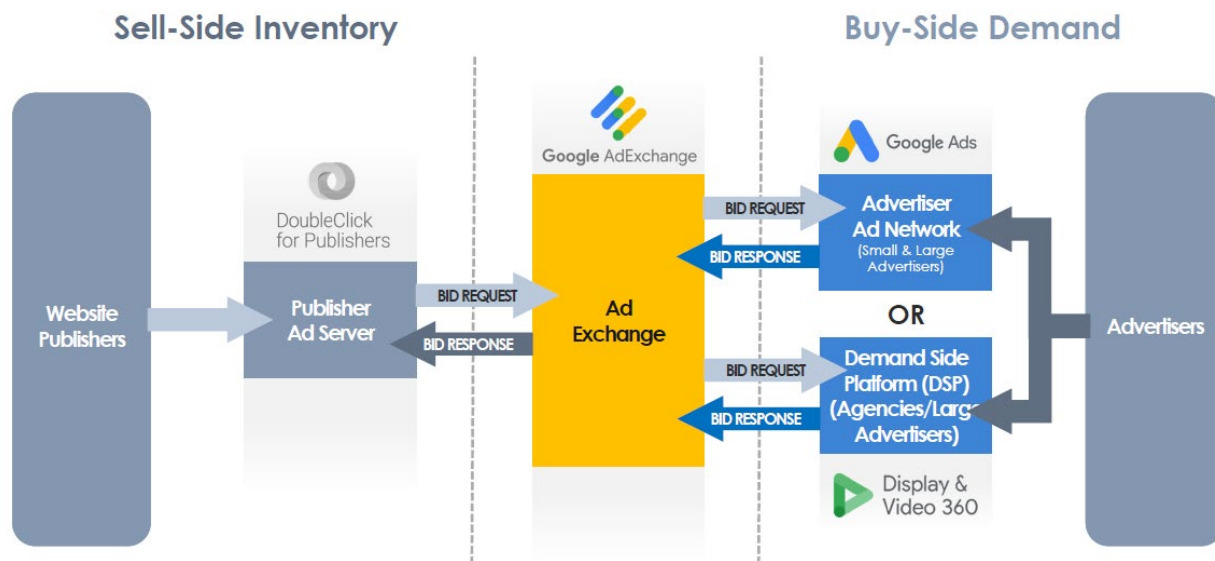 Sell-Side Inventory
Buy-Side Demand
Website
Publishers
DoubleClick
for Publishers
Publisher
Ad Server
BID REQUEST
BID RESPONSE
Google AdExchange
Ad
Exchange
BID REQUEST
BID RESPONSE
BID REQUEST
BID RESPONSE
Google Ads
Advertiser
Ad Network
(Small & Large
Advertisers)
OR
Demand Side
Platform (DSP)
(Agencies/Large
Advertisers)
Display &
Video 360
Advertisers